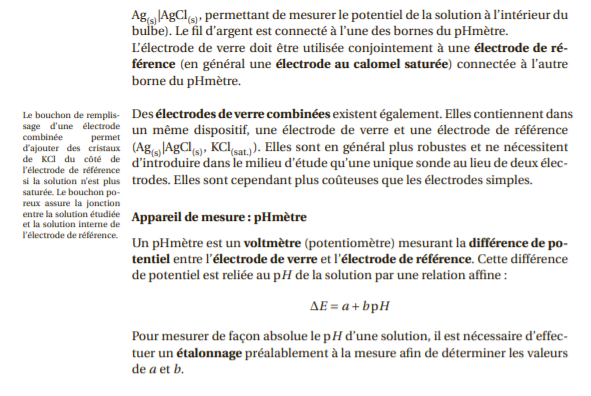 Ag(s)|AgCl(s), permettant de mesurer le potentiel de la solution à l'intérieur du
bulbe). Le fil d'argent est connecté à l'une des bornes du pHmètre.
L'électrode de verre doit être utilisée conjointement à une électrode de ré-
férence (en général une électrode au calomel saturée) connectée à l'autre
borne du pHmètre.
Le bouchon de remplis-
sage d'une électrode
combinée permet
d'ajouter des cristaux
de KCl du côté de
l'électrode de référence
si la solution n'est plus
saturée. Le bouchon po-
reux assure la jonction
entre la solution étudiée
et la solution interne de
l'électrode de référence.
Des électrodes de verre combinées existent également. Elles contiennent dans
un même dispositif, une électrode de verre et une électrode de référence
(Ag(s)|AgCl(s), KCl(sat.)). Elles sont en général plus robustes et ne nécessitent
d'introduire dans le milieu d'étude qu'une unique sonde au lieu de deux élec-
trodes. Elles sont cependant plus coûteuses que les électrodes simples.
Appareil de mesure : pHmètre
Un pHmètre est un voltmètre (potentiomètre) mesurant la différence de po-
tentiel entre l'électrode de verre et l'électrode de référence. Cette différence
de potentiel est reliée au pH de la solution par une relation affine :
ΔE = a + bpH
Pour mesurer de façon absolue le pH d'une solution, il est nécessaire d'effec-
tuer un étalonnage préalablement à la mesure afin de déterminer les valeurs
de a et b.